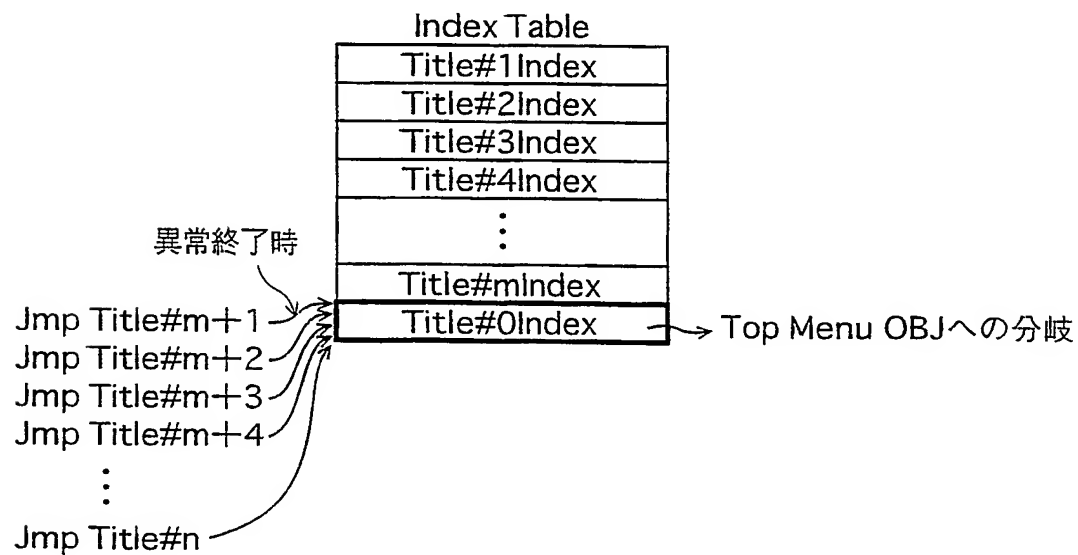 Index Table
Title#1Index
Title#2Index
Title#3Index
Title#4Index
⋮
Title#mIndex
Title#0Index
Top Menu OBJへの分岐
異常終了時
Jmp Title#m+1
Jmp Title#m+2
Jmp Title#m+3
Jmp Title#m+4
⋮
Jmp Title#n